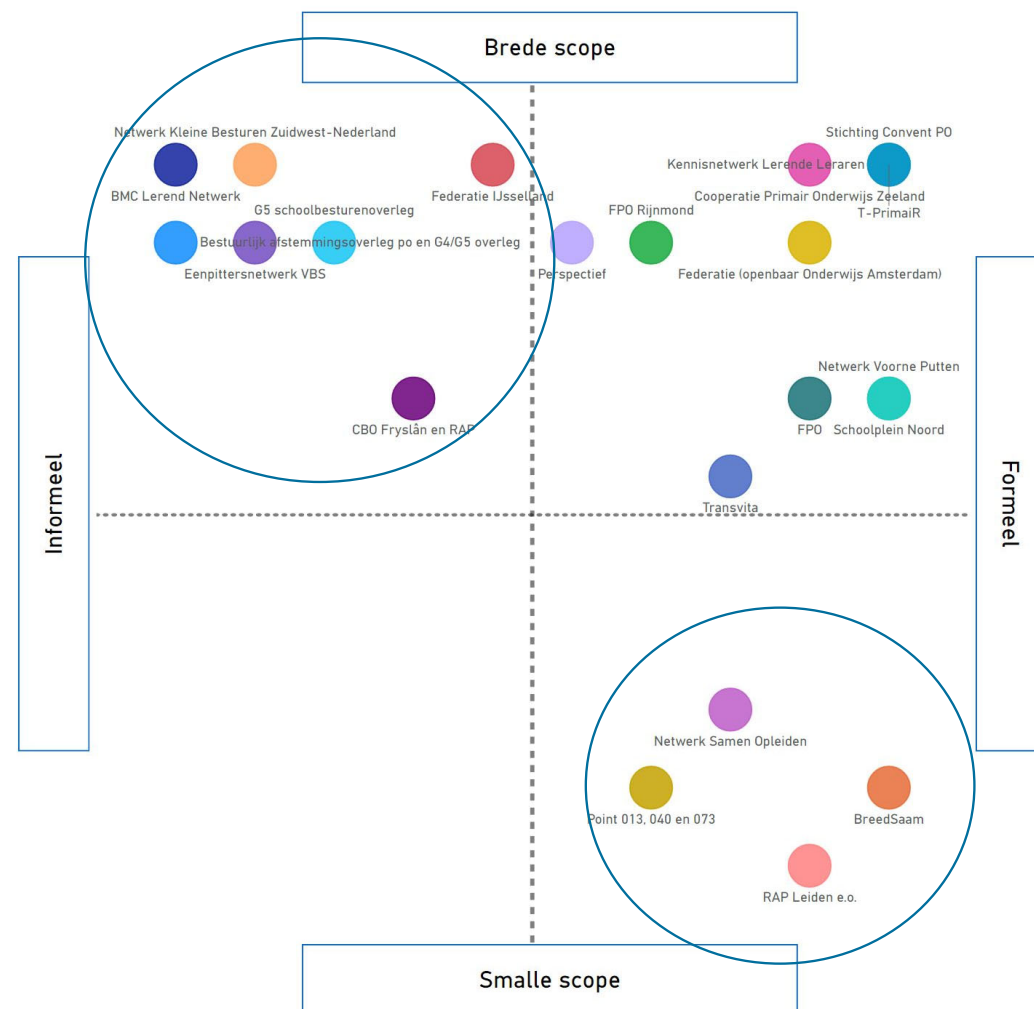 Brede scope
Netwerk Kleine Besturen Zuidwest-Nederland
Stichting Convent PO
Kennisnetwerk Lerende Leraren
BMC Lerend Netwerk
Federatie IJsselland
Cooperatie Primair Onderwijs Zeeland
G5 schoolbesturenoverleg
FPO Rijnmond
T-PrimaiR
Bestuurlijk afstemmingsoverleg po en G4/G5 overleg
Eenpittersnetwerk VBS
Perspectief
Federatie (openbaar Onderwijs Amsterdam)
Netwerk Voorne Putten
CBO Fryslân en RAP
FPO
Schoolplein Noord
Informeel
Formeel
Transvita
Netwerk Samen Opleiden
Point 013, 040 en 073
BreedSaam
RAP Leiden e.o.
Smalle scope